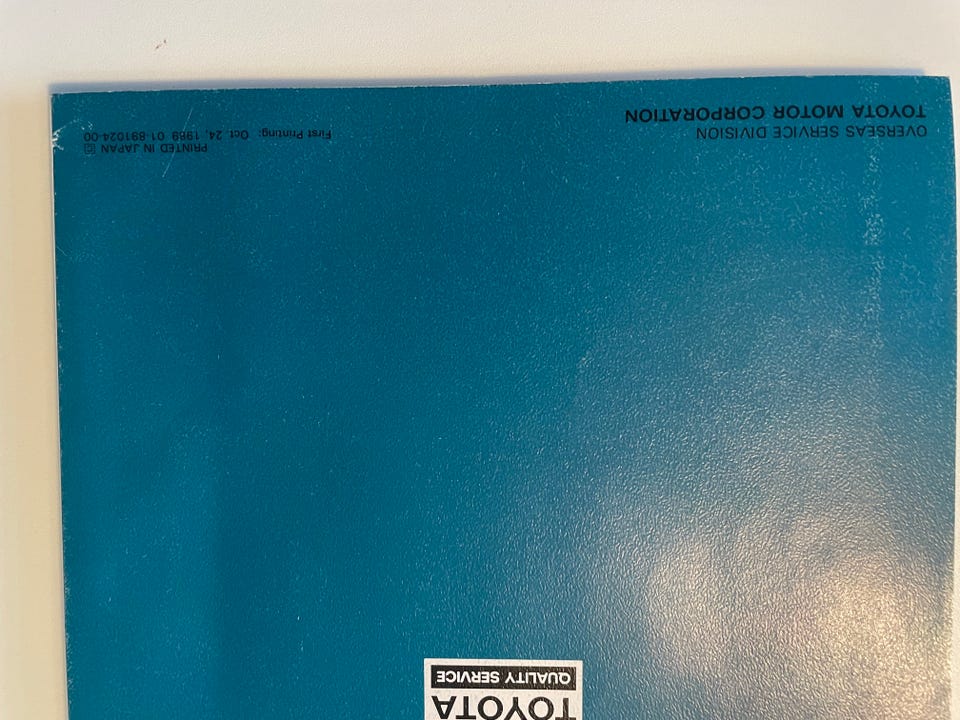 TOYOTA
QUALITY SERVICE
OVERSEAS SERVICE DIVISION
TOYOTA MOTOR CORPORATION
PRINTED IN JAPAN C
First Printing: Oct. 24, 1989 01-891024-00